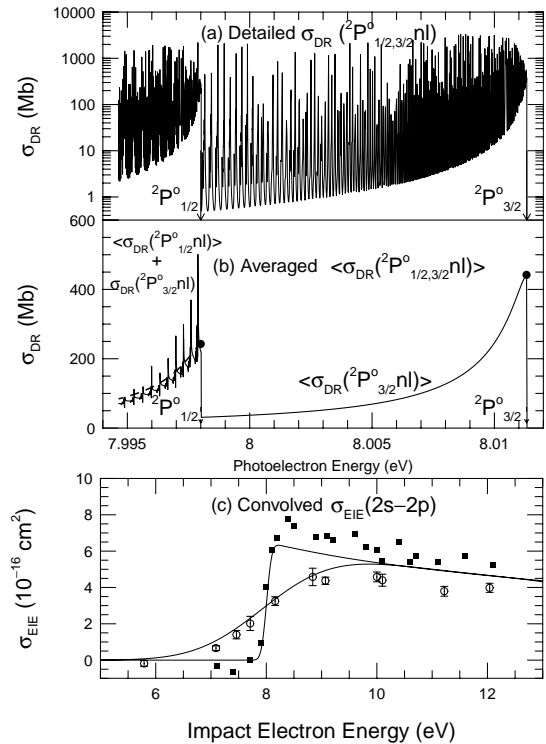 (a) Detailed σDR (²Pº1/2,3/2nl)
10000
1000
100
10
1
σDR (Mb)
²Pº1/2
²Pº3/2
<σDR(²Pº1/2nl)>
+
σDR(²Pº3/2nl)
(b) Averaged <σDR(²Pº1/2,3/2nl)>
600
400
200
0
σDR (Mb)
<σDR(²Pº3/2nl)>
²Pº1/2
²Pº3/2
7.995 8 8.005 8.01
Photoelectron Energy (eV)
(c) Convolved σEIE(2s−2p)
10
8
6
4
2
0
σEIE (10⁻¹⁶ cm²)
6 8 10 12
Impact Electron Energy (eV)